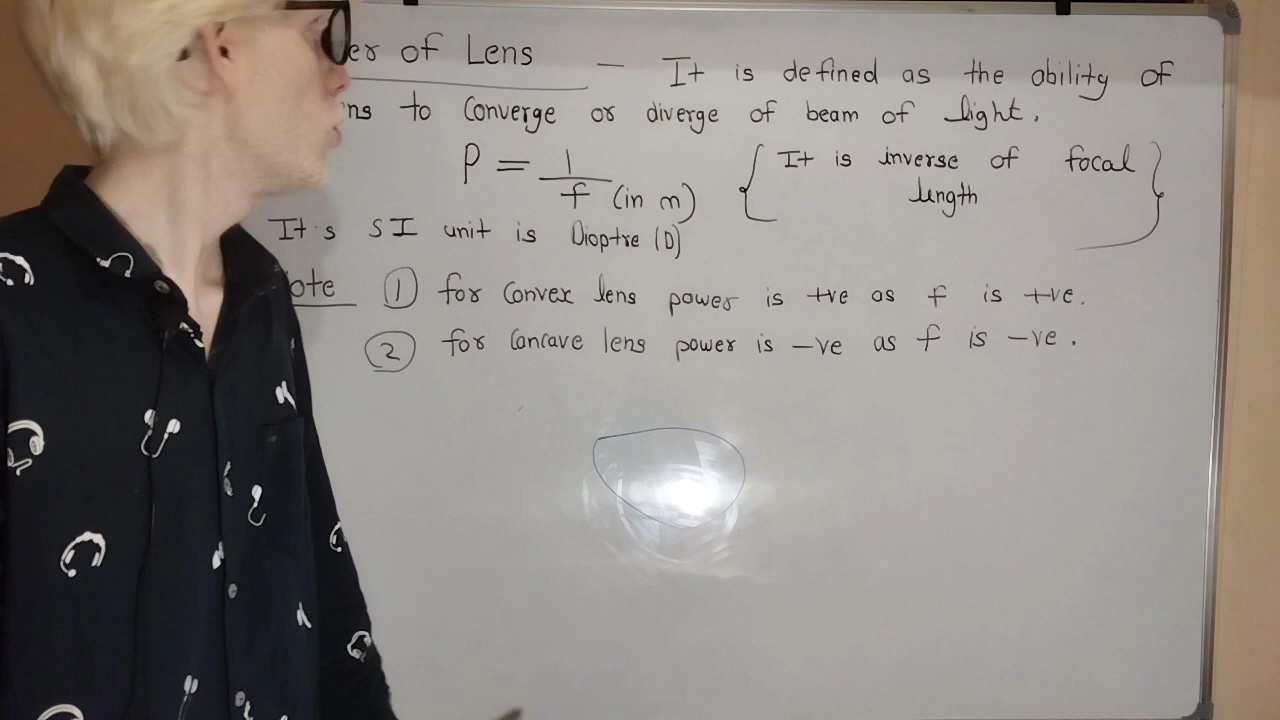 er of Lens — It is defined as the ability of
ns to Converge or diverge of beam of light.
P = 1/f (in m) { It is inverse of focal length }
It's SI unit is Dioptre (D)
ote ① for Convex lens power is +ve as f is +ve.
② for Concave lens power is -ve as f is -ve.